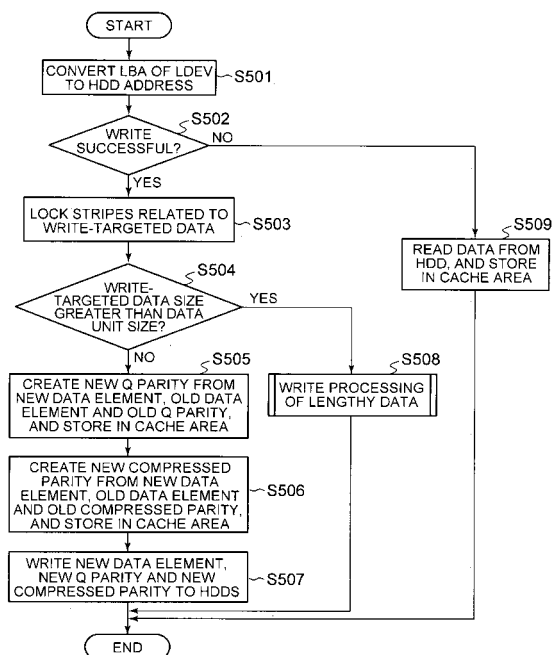 START
CONVERT LBA OF LDEV
TO HDD ADDRESS
S501
S502
WRITE
SUCCESSFUL?
NO
YES
LOCK STRIPES RELATED TO
WRITE-TARGETED DATA
S503
S509
READ DATA FROM
HDD, AND STORE
IN CACHE AREA
S504
WRITE-
TARGETED DATA SIZE
GREATER THAN DATA
UNIT SIZE?
YES
NO
S505
CREATE NEW Q PARITY FROM
NEW DATA ELEMENT, OLD DATA
ELEMENT AND OLD Q PARITY,
AND STORE IN CACHE AREA
S508
WRITE PROCESSING
OF LENGTHY DATA
CREATE NEW COMPRESSED
PARITY FROM NEW DATA
ELEMENT, OLD DATA ELEMENT
AND OLD COMPRESSED PARITY,
AND STORE IN CACHE AREA
S506
WRITE NEW DATA ELEMENT,
NEW Q PARITY AND NEW
COMPRESSED PARITY TO HDDS
S507
END